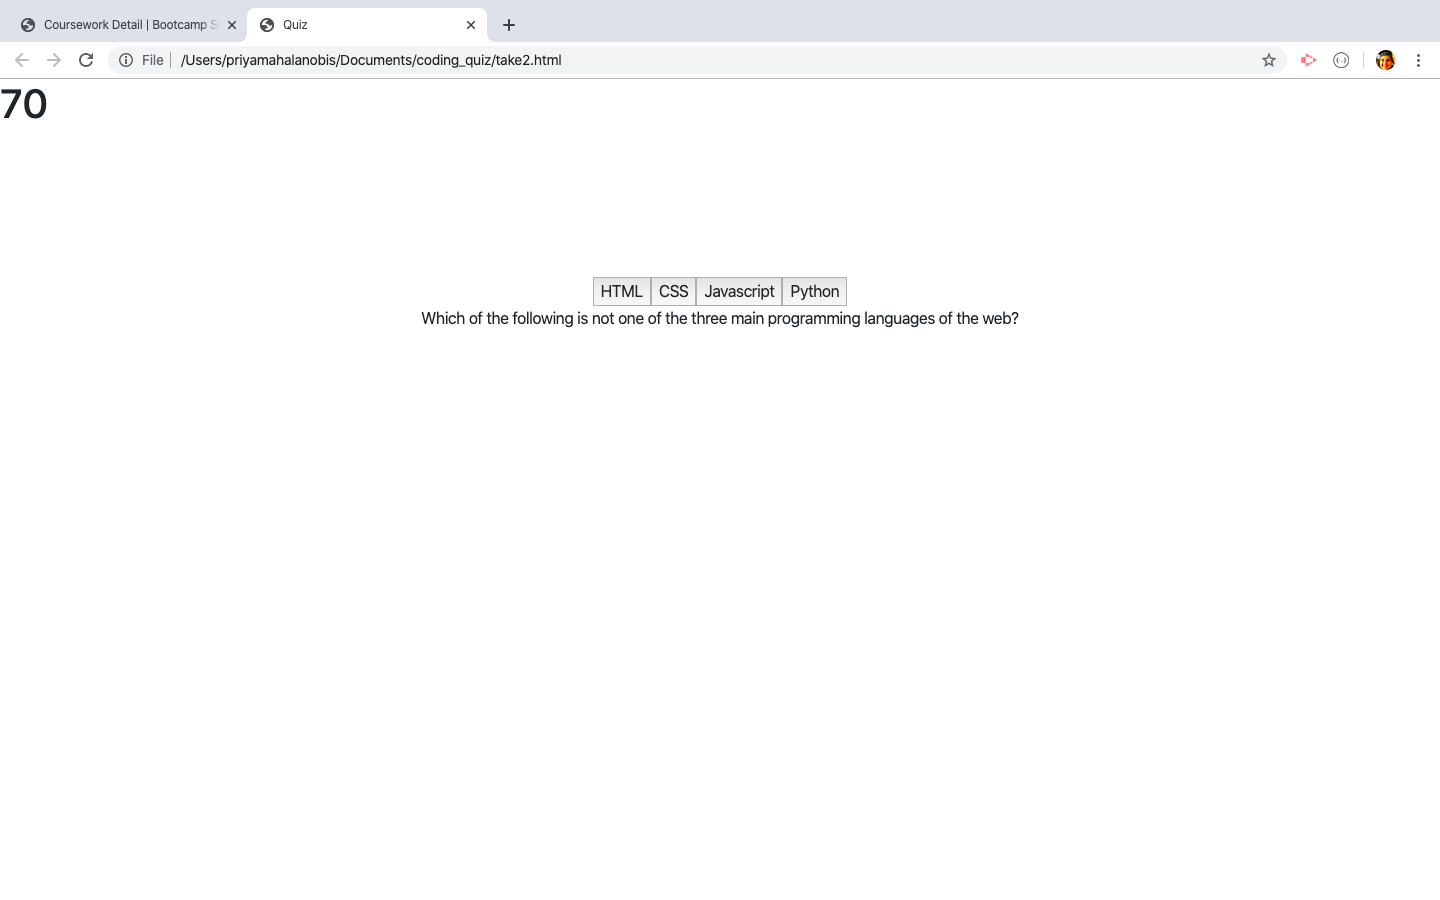 Coursework Detail | Bootcamp S
Quiz
File /Users/priyamahalanobis/Documents/coding_quiz/take2.html
70
HTML CSS Javascript Python
Which of the following is not one of the three main programming languages of the web?